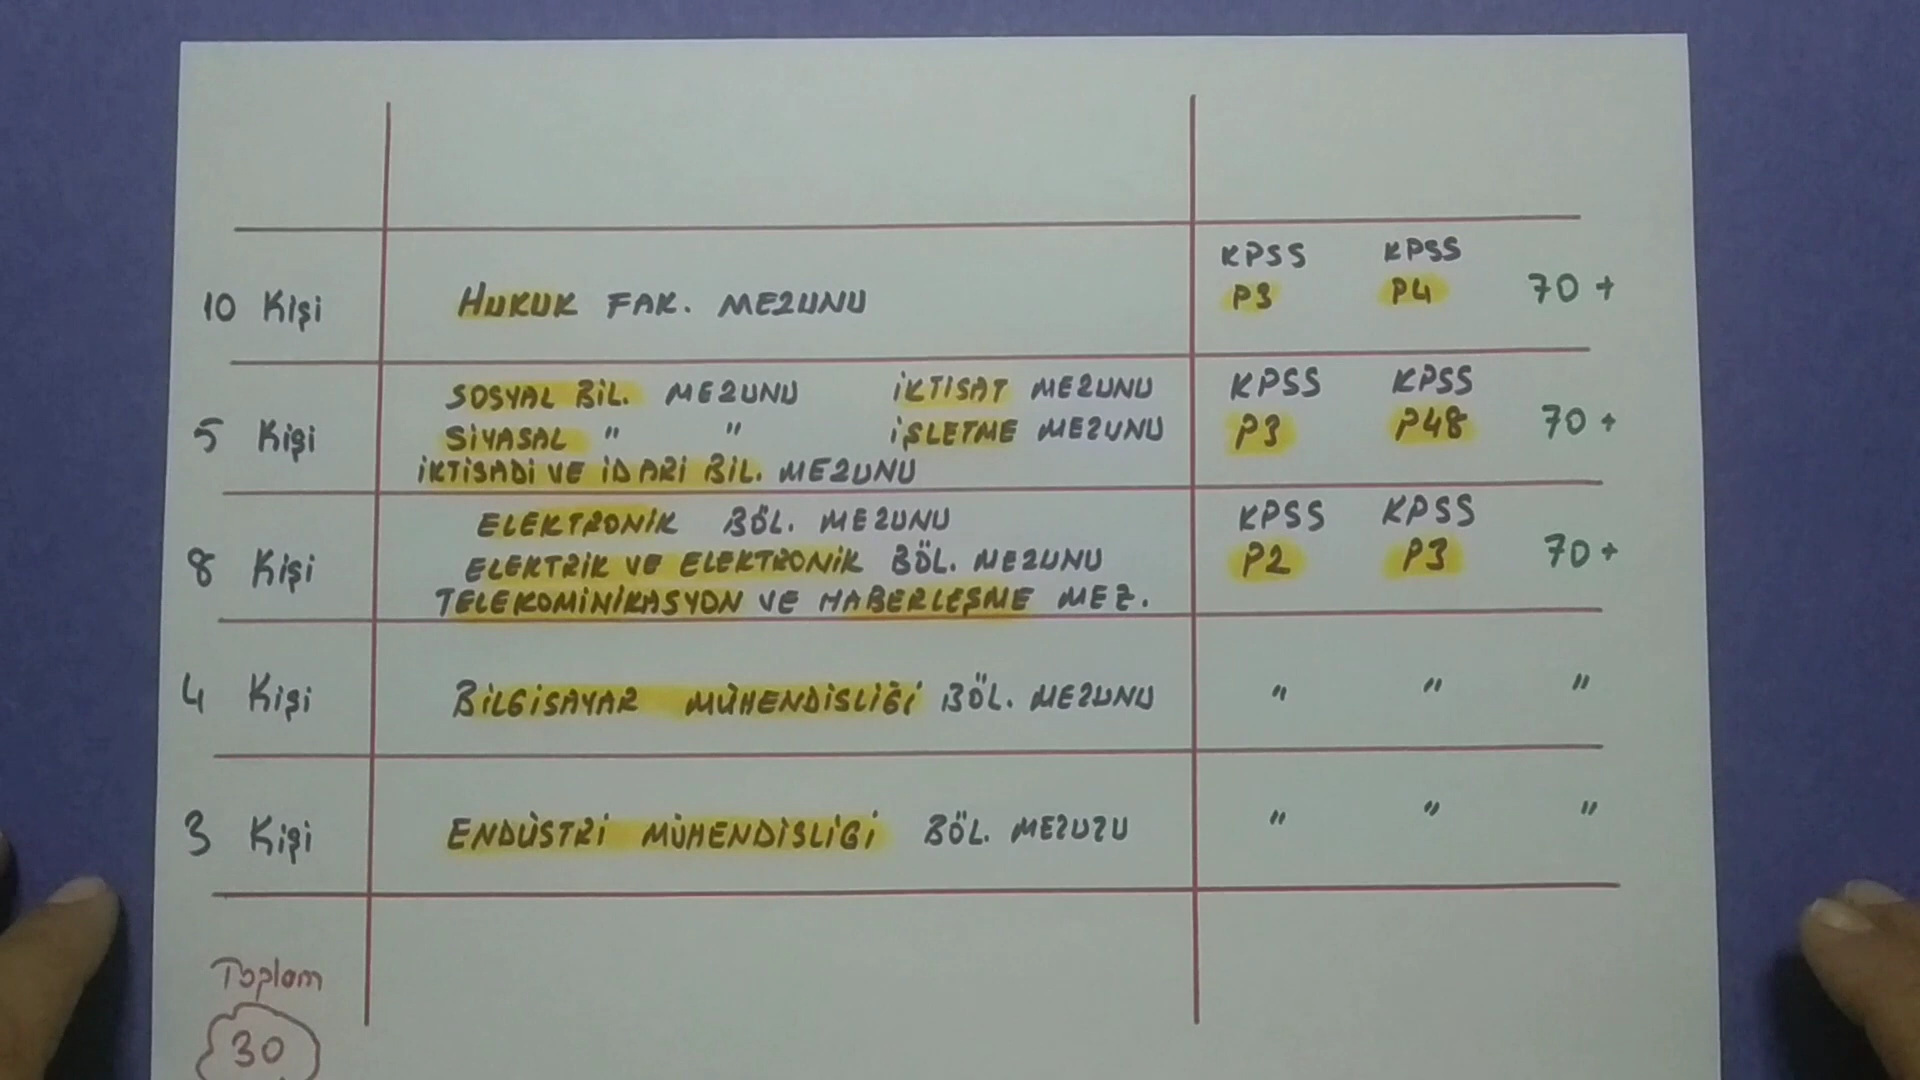 KPSS KPSS
10 Kişi HUKUK FAK. MEZUNU P3 P4 70 +
SOSYAL BİL. MEZUNU İKTİSAT MEZUNU KPSS KPSS
5 Kişi SİYASAL " " İŞLETME MEZUNU P3 P48 70 +
İKTİSADİ VE İDARİ BİL. MEZUNU
ELEKTRONİK BÖL. MEZUNU KPSS KPSS
8 Kişi ELEKTRİK VE ELEKTRONİK BÖL. MEZUNU P2 P3 70 +
TELEKOMİNİKASYON VE HABERLEŞME MEZ.
4 Kişi BİLGİSAYAR MÜHENDİSLİĞİ BÖL. MEZUNU " " "
3 Kişi ENDÜSTRİ MÜHENDİSLİĞİ BÖL. MEZUZU " " "
Toplam
30